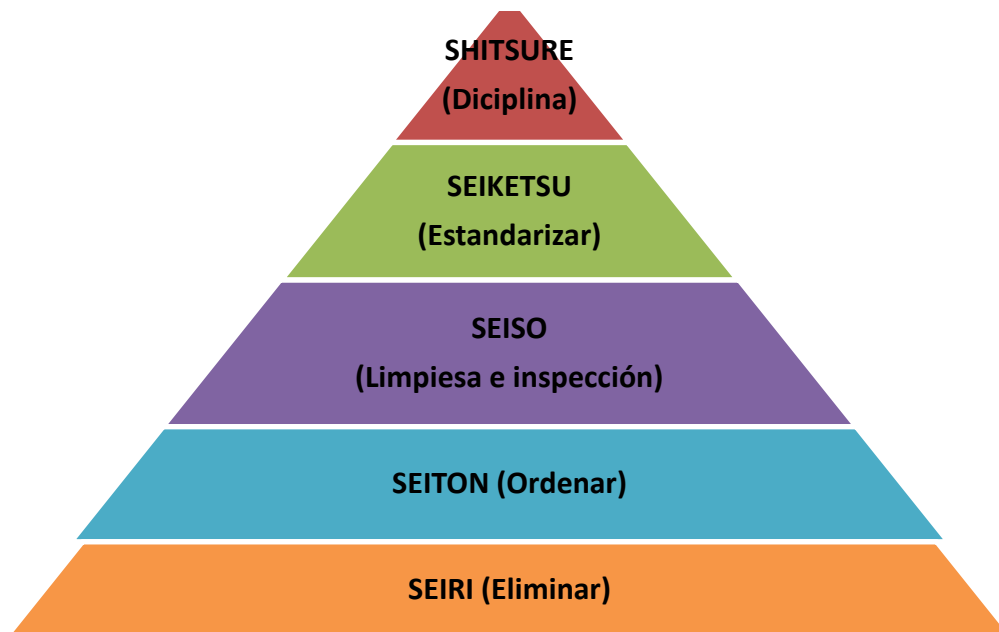 SHITSURE
(Diciplina)
SEIKETSU
(Estandarizar)
SEISO
(Limpiesa e inspección)
SEITON (Ordenar)
SEIRI (Eliminar)